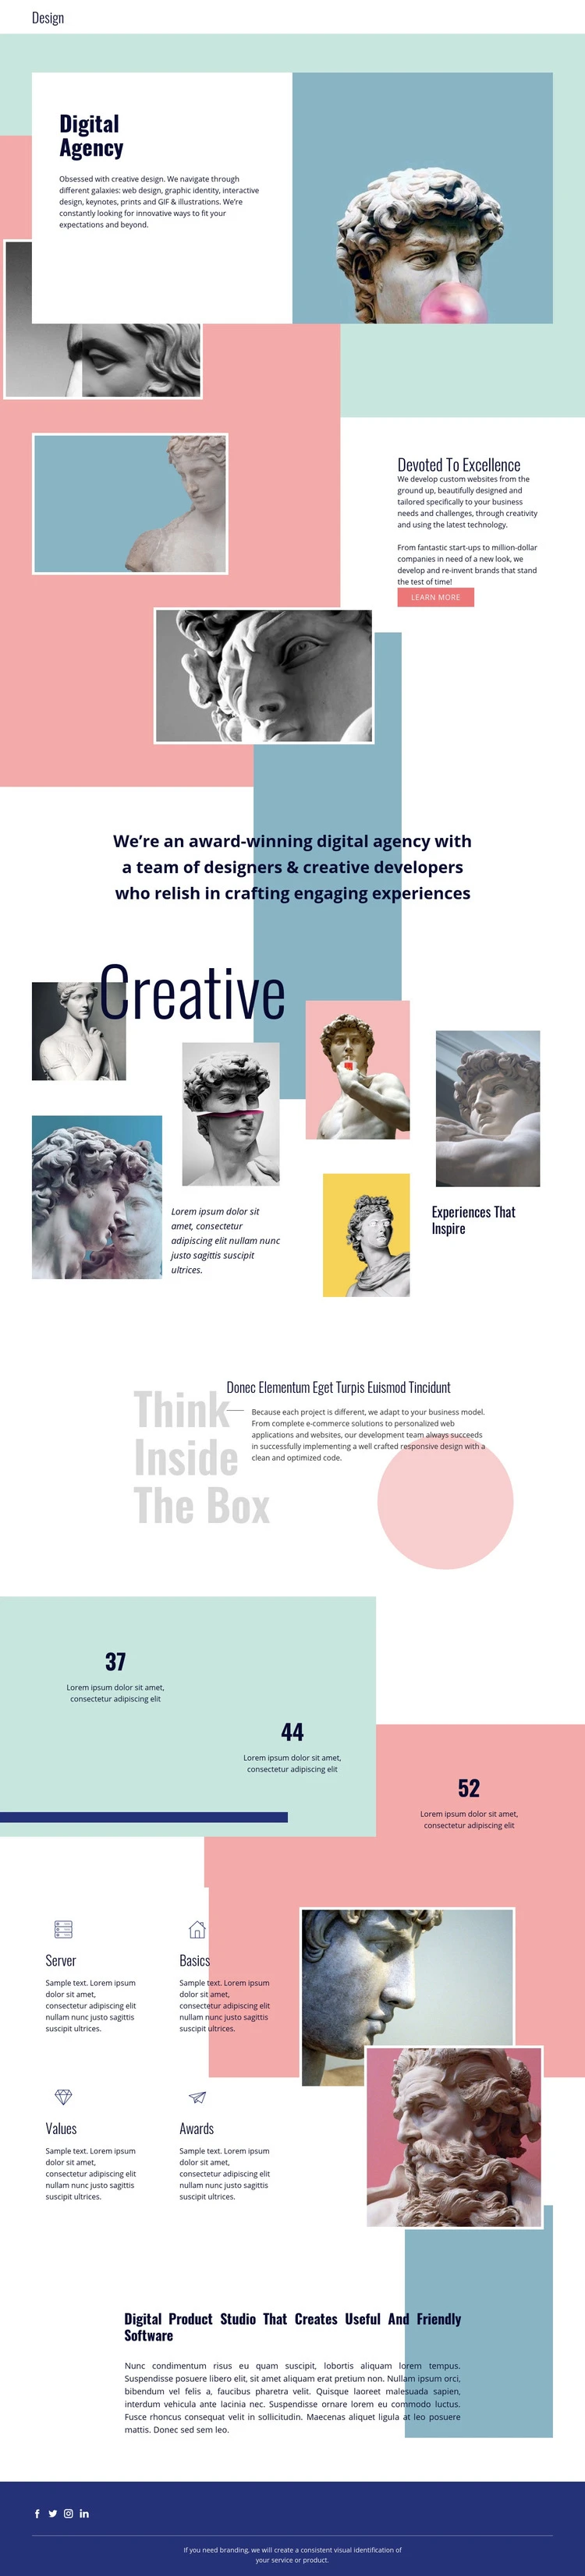 Design
Digital
Agency
Obsessed with creative design. We navigate through
different galaxies: web design, graphic identity, interactive
design, keynotes, prints and GIF & illustrations. We’re
constantly looking for innovative ways to fit your
expectations and beyond.
Devoted To Excellence
We develop custom websites from the
ground up, beautifully designed and
tailored specifically to your business
needs and challenges, through creativity
and using the latest technology.
From fantastic start-ups to million-dollar
companies in need of a new look, we
develop and re-invent brands that stand
the test of time!
LEARN MORE
We’re an award-winning digital agency with
a team of designers & creative developers
who relish in crafting engaging experiences
Creative
Lorem ipsum dolor sit
amet, consectetur
adipiscing elit nullam nunc
justo sagittis suscipit
ultrices.
Experiences That
Inspire
Think
Inside
The Box
Donec Elementum Eget Turpis Euismod Tincidunt
Because each project is different, we adapt to your business model.
From complete e-commerce solutions to personalized web
applications and websites, our development team always succeeds
in successfully implementing a well crafted responsive design with a
clean and optimized code.
37
Lorem ipsum dolor sit amet,
consectetur adipiscing elit
44
Lorem ipsum dolor sit amet,
consectetur adipiscing elit
52
Lorem ipsum dolor sit amet,
consectetur adipiscing elit
Server
Sample text. Lorem ipsum
dolor sit amet,
consectetur adipiscing elit
nullam nunc justo sagittis
suscipit ultrices.
Basics
Sample text. Lorem ipsum
dolor sit amet,
consectetur adipiscing elit
nullam nunc justo sagittis
suscipit ultrices.
Values
Sample text. Lorem ipsum
dolor sit amet,
consectetur adipiscing elit
nullam nunc justo sagittis
suscipit ultrices.
Awards
Sample text. Lorem ipsum
dolor sit amet,
consectetur adipiscing elit
nullam nunc justo sagittis
suscipit ultrices.
Digital Product Studio That Creates Useful And Friendly
Software
Nunc condimentum risus eu quam suscipit, lobortis aliquam lorem tempus.
Suspendisse posuere libero elit, sit amet aliquam erat pretium non. Nullam ipsum orci,
bibendum vel felis a, faucibus pharetra velit. Quisque laoreet malesuada sapien,
interdum vehicula ante lacinia nec. Suspendisse ornare lorem eu commodo luctus.
Fusce rhoncus consequat velit in sollicitudin. Maecenas aliquet ligula at leo posuere
mattis. Donec sed sem leo.
If you need branding, we will create a consistent visual identification of
your service or product.